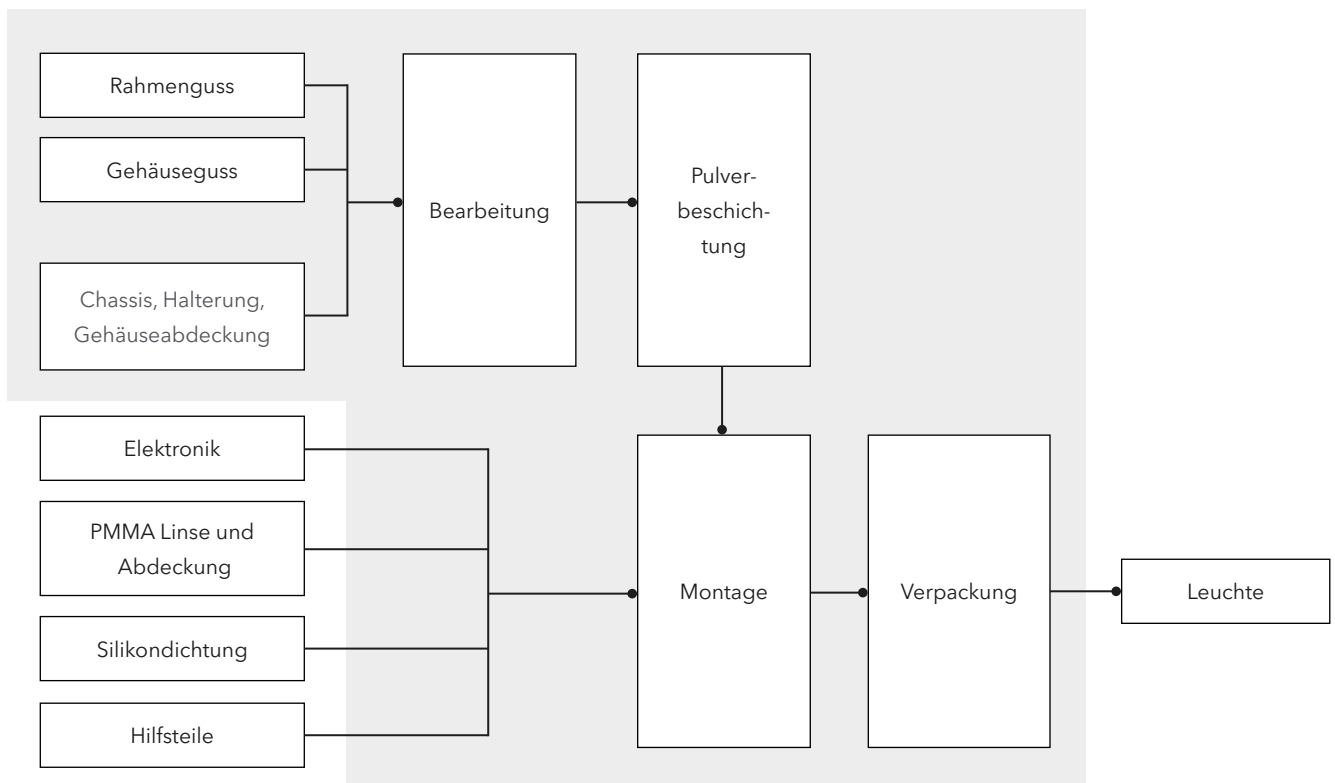 Rahmenguss
Gehäuseguss
Chassis, Halterung,
Gehäuseabdeckung
Bearbeitung
Pulver-
beschich-
tung
Elektronik
PMMA Linse und
Abdeckung
Silikondichtung
Hilfsteile
Montage
Verpackung
Leuchte